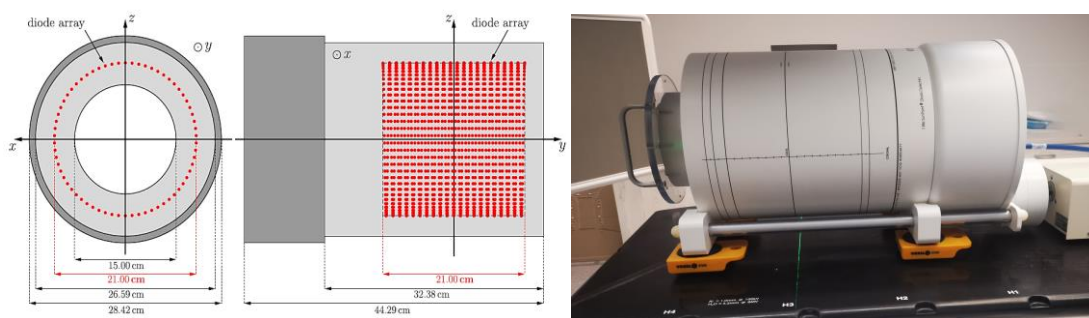 z
diode array
⊙ y
x
15.00 cm
21.00 cm
26.59 cm
28.42 cm
z
diode array
⊙ x
y
21.00 cm
32.38 cm
44.29 cm
H4
H3
H2
H1